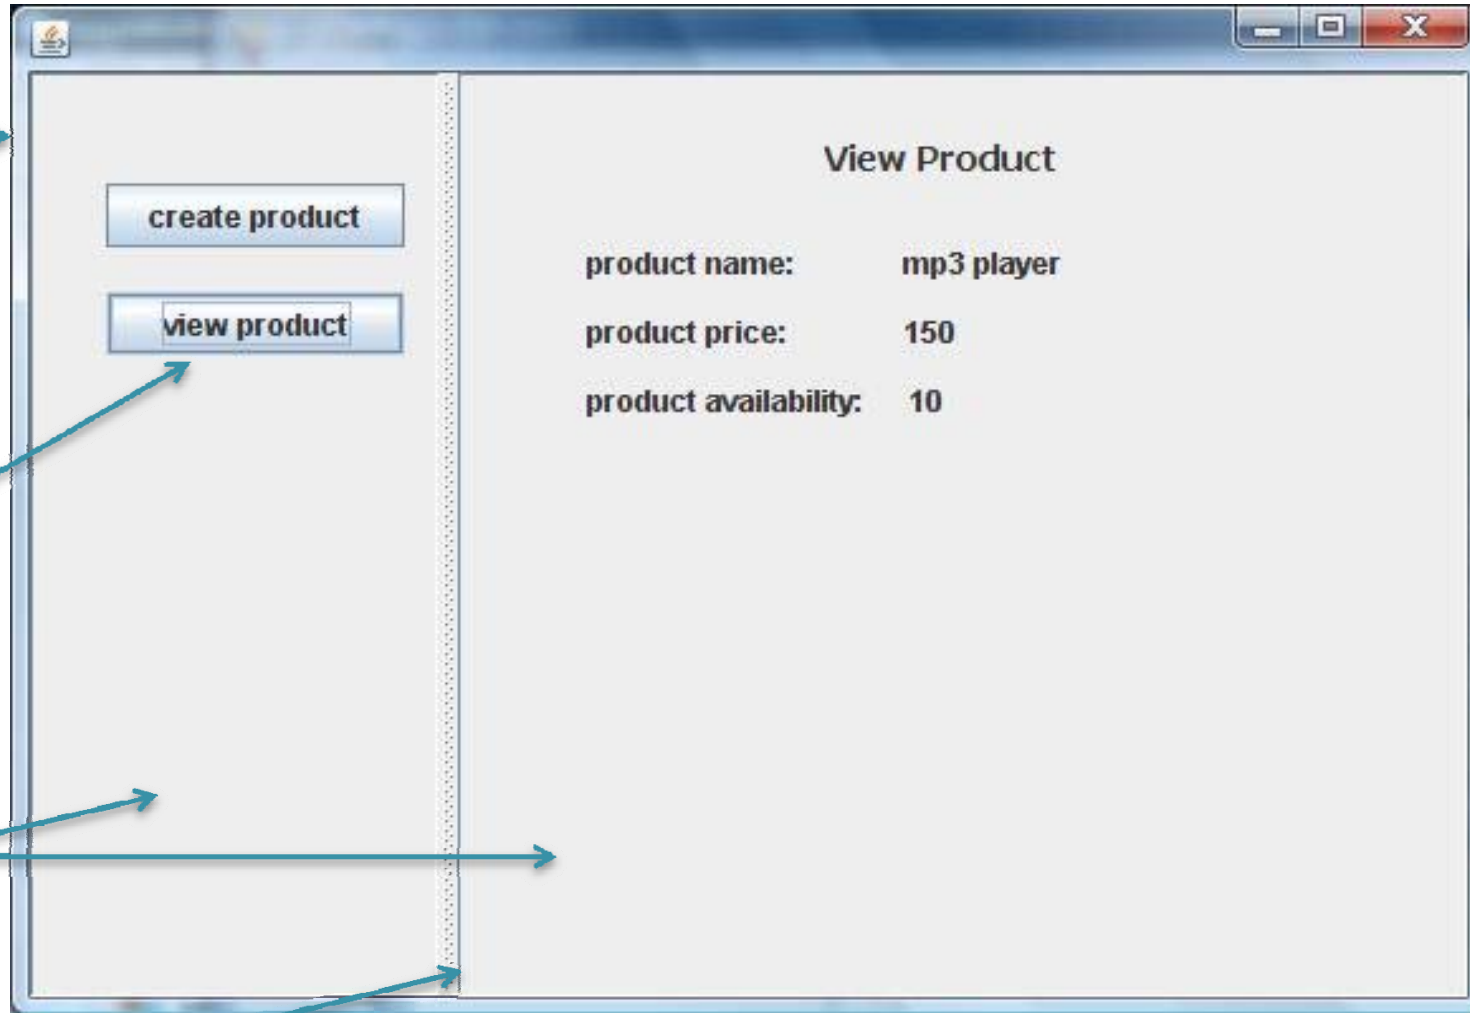 create product
view product
View Product
product name: mp3 player
product price: 150
product availability: 10